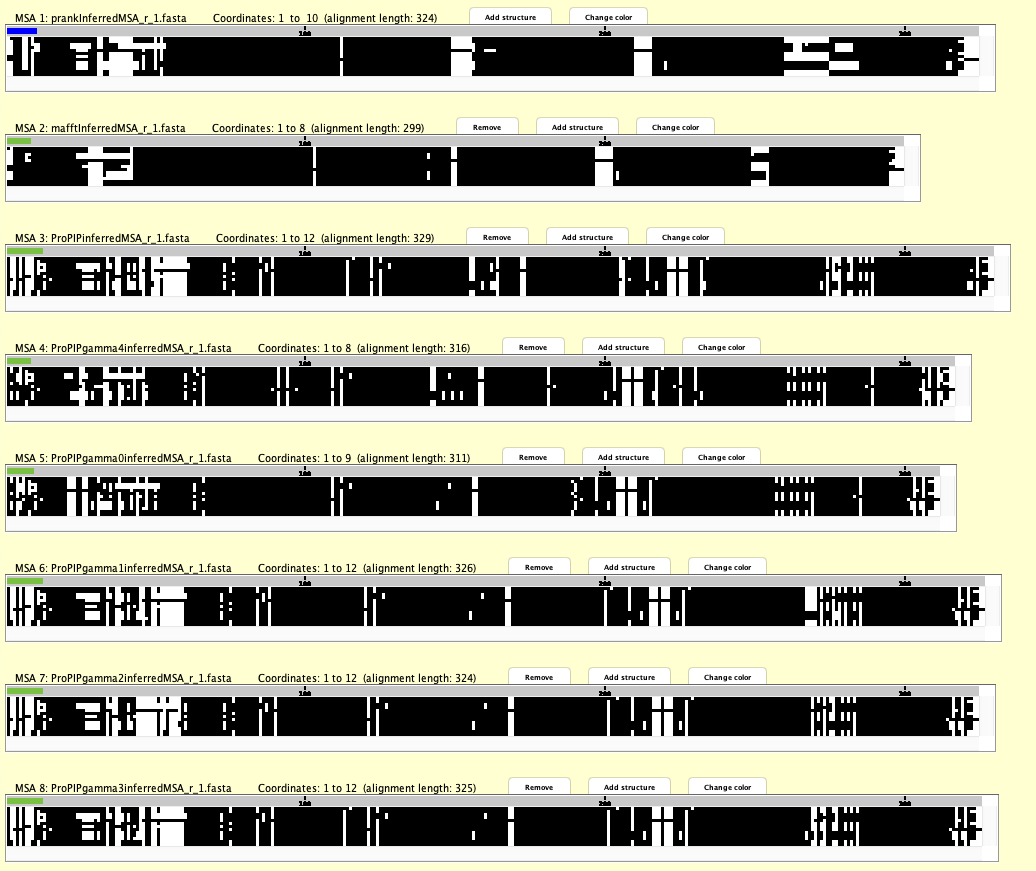 MSA 1: prankInferredMSA_r_1.fasta Coordinates: 1 to 10 (alignment length: 324) Add structure Change color
100 200 300
MSA 2: mafftInferredMSA_r_1.fasta Coordinates: 1 to 8 (alignment length: 299) Remove Add structure Change color
100 200
MSA 3: ProPIPinferredMSA_r_1.fasta Coordinates: 1 to 12 (alignment length: 329) Remove Add structure Change color
100 200 300
MSA 4: ProPIPgamma4inferredMSA_r_1.fasta Coordinates: 1 to 8 (alignment length: 316) Remove Add structure Change color
100 200 300
MSA 5: ProPIPgamma0inferredMSA_r_1.fasta Coordinates: 1 to 9 (alignment length: 311) Remove Add structure Change color
100 200 300
MSA 6: ProPIPgamma1inferredMSA_r_1.fasta Coordinates: 1 to 12 (alignment length: 326) Remove Add structure Change color
100 200 300
MSA 7: ProPIPgamma2inferredMSA_r_1.fasta Coordinates: 1 to 12 (alignment length: 324) Remove Add structure Change color
100 200 300
MSA 8: ProPIPgamma3inferredMSA_r_1.fasta Coordinates: 1 to 12 (alignment length: 325) Remove Add structure Change color
100 200 300